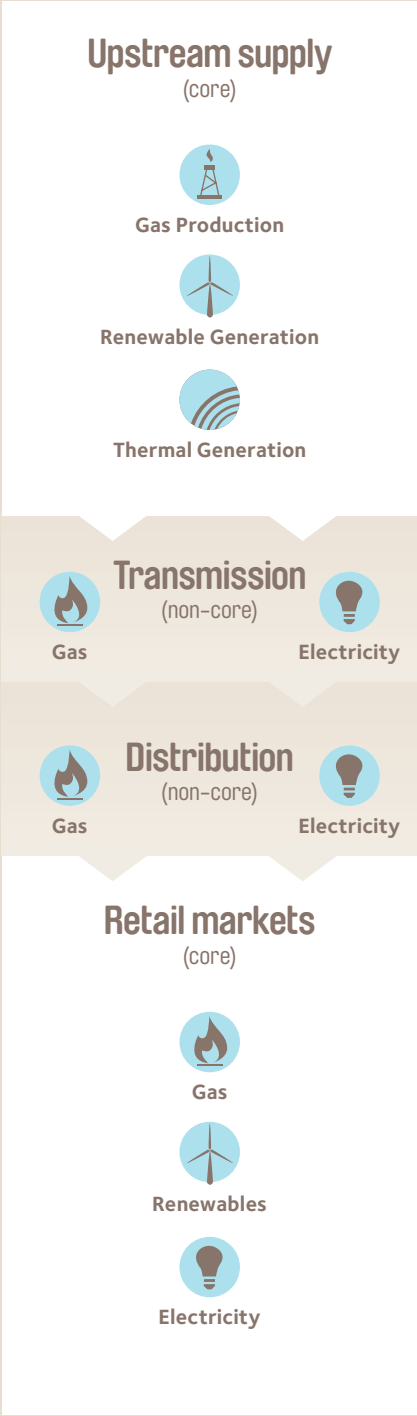 Upstream supply
(core)
Gas Production
Renewable Generation
Thermal Generation
Transmission
(non-core)
Gas
Electricity
Distribution
(non-core)
Gas
Electricity
Retail markets
(core)
Gas
Renewables
Electricity